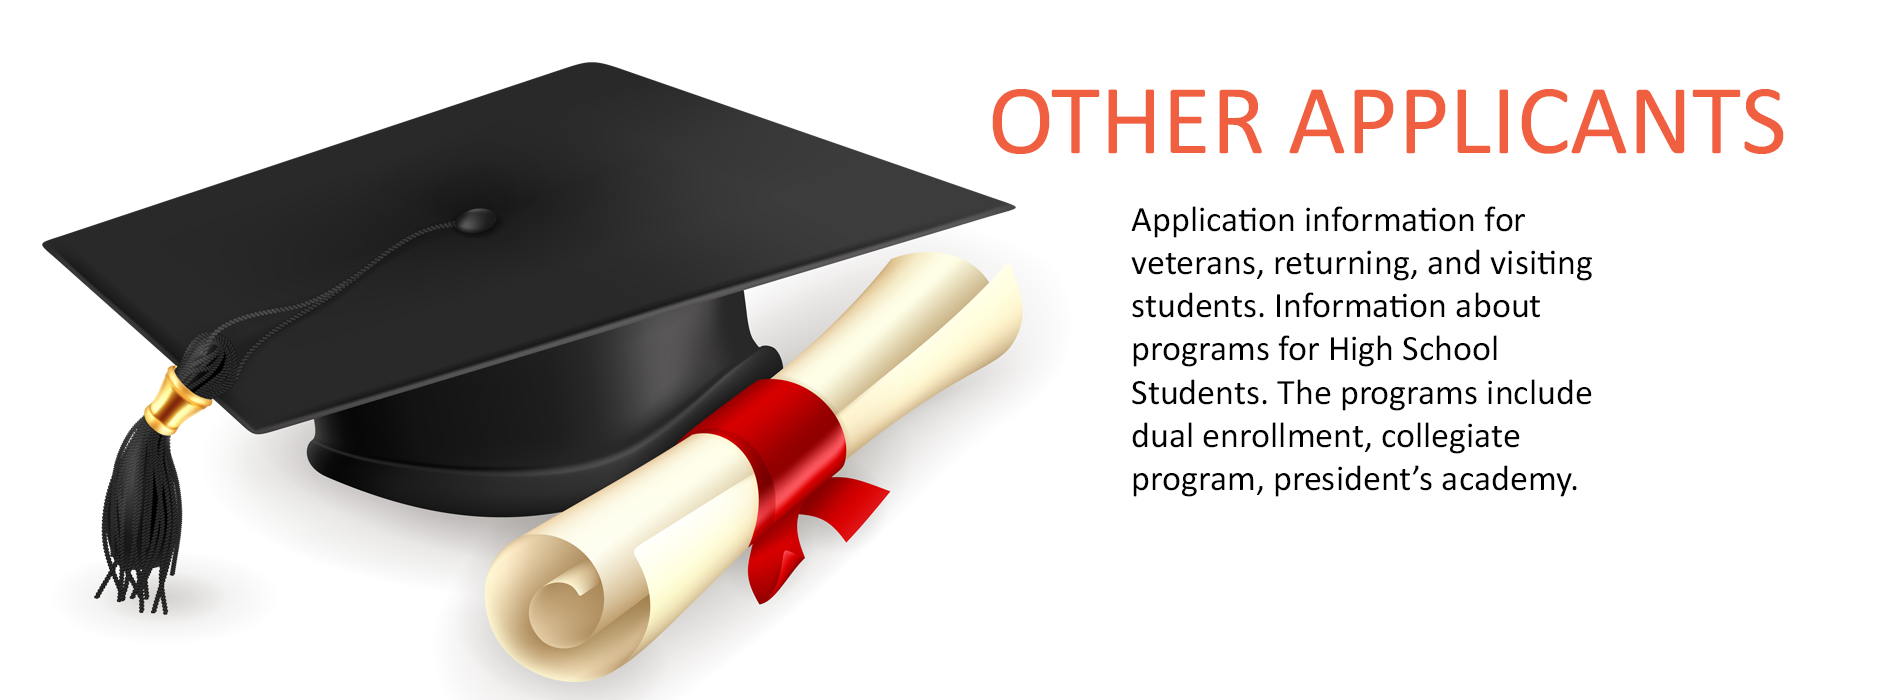 OTHER APPLICANTS
Application information for
veterans, returning, and visiting
students. Information about
programs for High School
Students. The programs include
dual enrollment, collegiate
program, president’s academy.